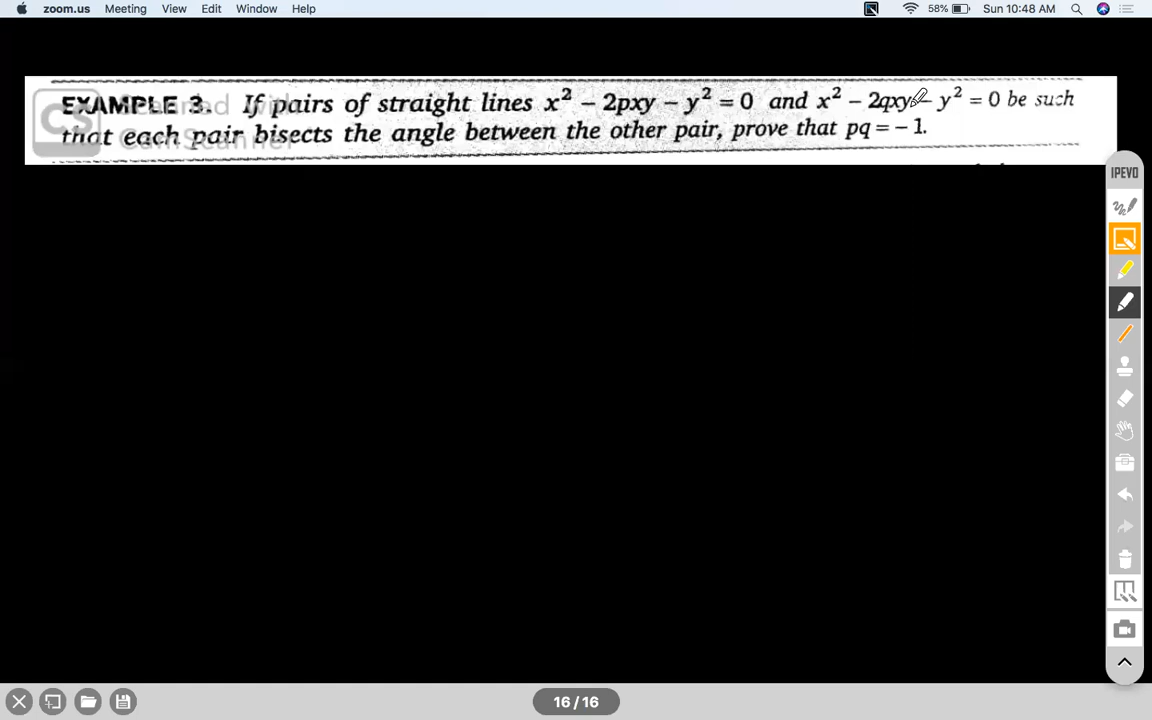 zoom.us Meeting View Edit Window Help 58% Sun 10:48 AM
EXAMPLE 3. If pairs of straight lines x² − 2pxy − y² = 0 and x² − 2qxy − y² = 0 be such
that each pair bisects the angle between the other pair, prove that pq = − 1.
CS
IPEVO
16 / 16